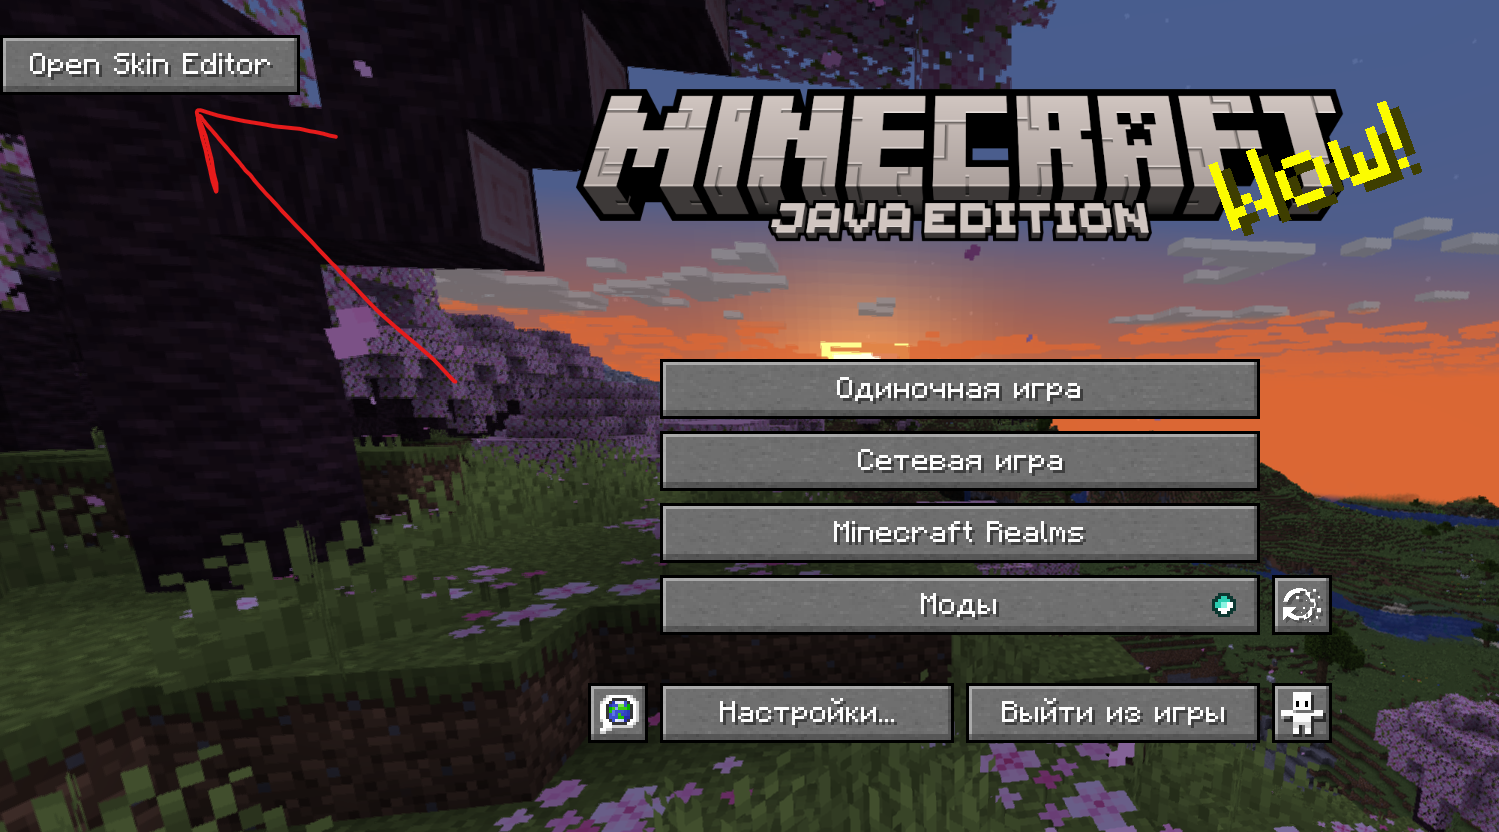 Open Skin Editor
MINECRAFT
JAVA EDITION
Wow!
Одиночная игра
Сетевая игра
Minecraft Realms
Моды
Настройки...
Выйти из игры